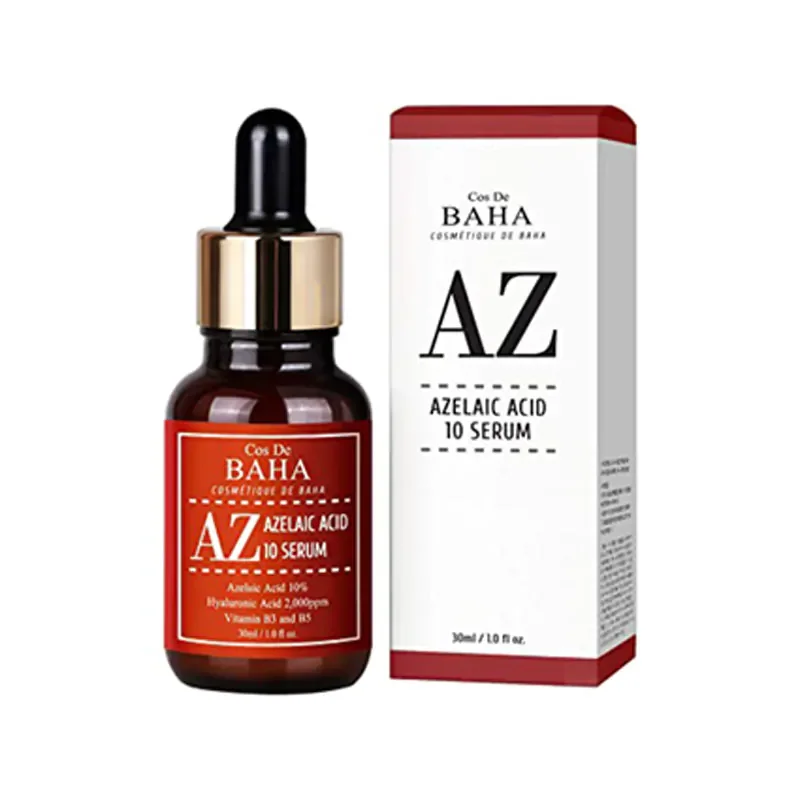 Cos De
BAHA
COSMÉTIQUE DE BAHA
AZ
AZELAIC ACID
10 SERUM
Azelaic Acid 10%
Hyaluronic Acid 2,000ppm
Vitamin B3 and B5
30ml / 1.0 fl oz.
Cos De
BAHA
COSMÉTIQUE DE BAHA
AZ
AZELAIC ACID
10 SERUM
30ml / 1.0 fl oz.